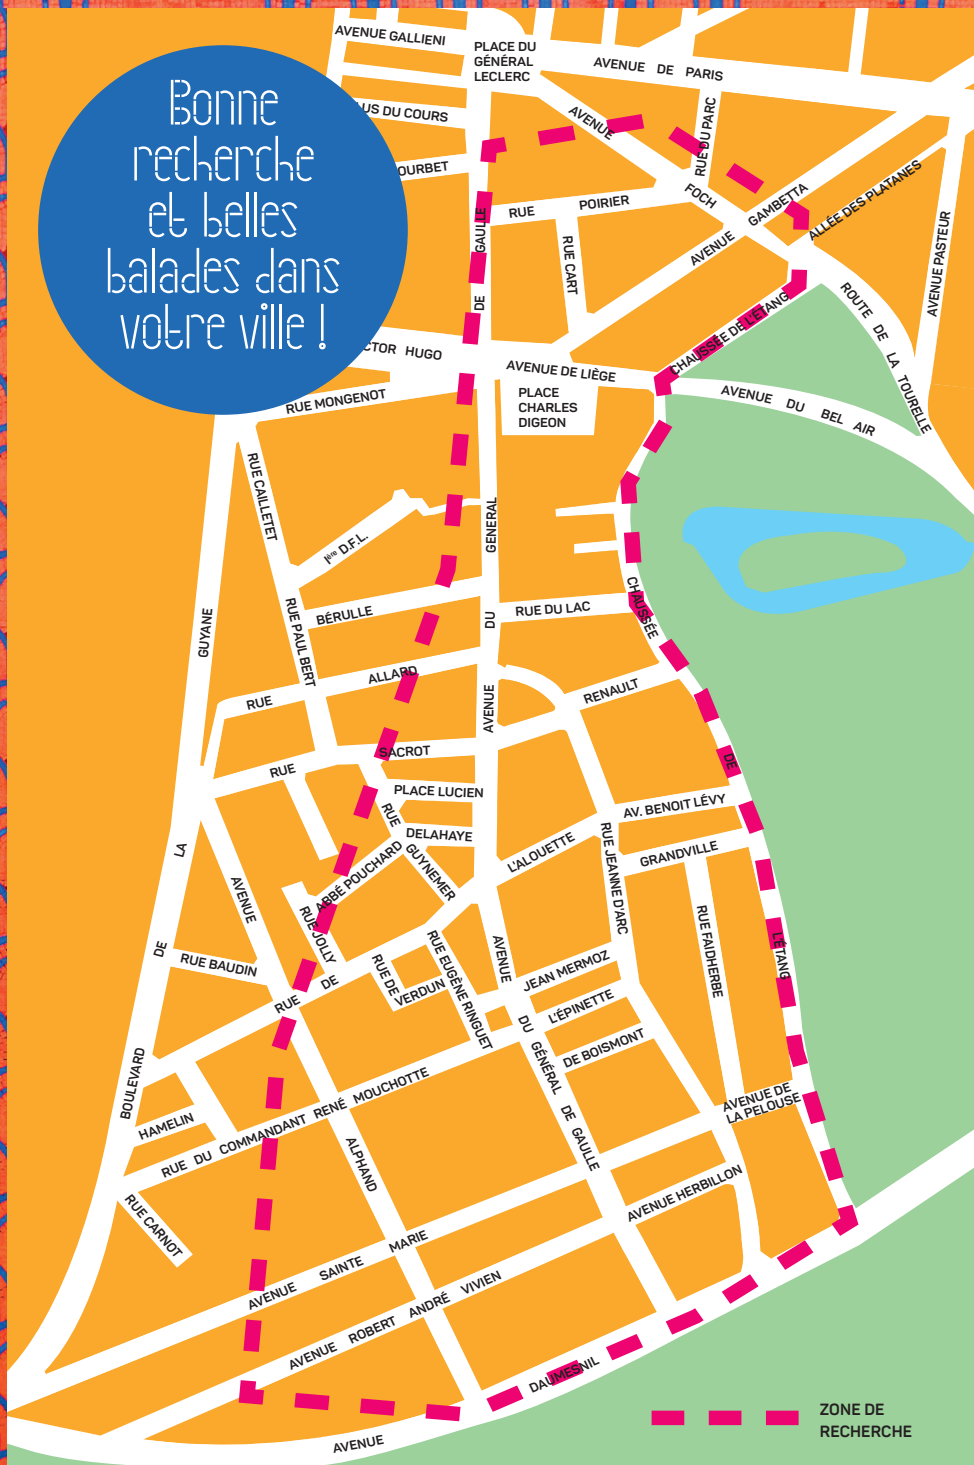 Bonne
recherche
et belles
balades dans
votre ville !
AVENUE GALLIENI
PLACE DU
GÉNÉRAL
LECLERC
AVENUE DE PARIS
US DU COURS
OURBET
AVENUE
FOCH
RUE DU PARC
RUE POIRIER
RUE CART
AVENUE GAMBETTA
ALLÉE DES PLATANES
AVENUE PASTEUR
ROUTE DE LA TOURELLE
CHAUSSÉE DE L'ÉTANG
CTOR HUGO
AVENUE DE LIÈGE
PLACE
CHARLES
DIGEON
AVENUE DU BEL AIR
RUE MONGENOT
RUE CAILLETET
1ère D.F.L.
BÉRULLE
RUE PAUL BERT
RUE DU LAC
RUE ALLARD
AVENUE DU GENERAL DE GAULLE
RENAULT
RUE SACROT
PLACE LUCIEN
DELAHAYE
RUE GUYNEMER
ABBÉ POUCHARD
RUE JOLLY
L'ALOUETTE
AV. BENOIT LÉVY
GRANDVILLE
RUE JEANNE D'ARC
RUE FAIDHERBE
CHAUSSÉE DE L'ÉTANG
BOULEVARD DE LA GUYANE
RUE BAUDIN
RUE DE
RUE DE
VERDUN
RUE EUGÈNE RINGUET
JEAN MERMOZ
L'ÉPINETTE
DE BOISMONT
AVENUE DU GÉNÉRAL DE GAULLE
AVENUE ALPHAND
HAMELIN
RUE DU COMMANDANT RENÉ MOUCHOTTE
RUE CARNOT
AVENUE DE
LA PELOUSE
AVENUE HERBILLON
AVENUE SAINTE MARIE
AVENUE ROBERT ANDRÉ VIVIEN
AVENUE DAUMESNIL
ZONE DE
RECHERCHE